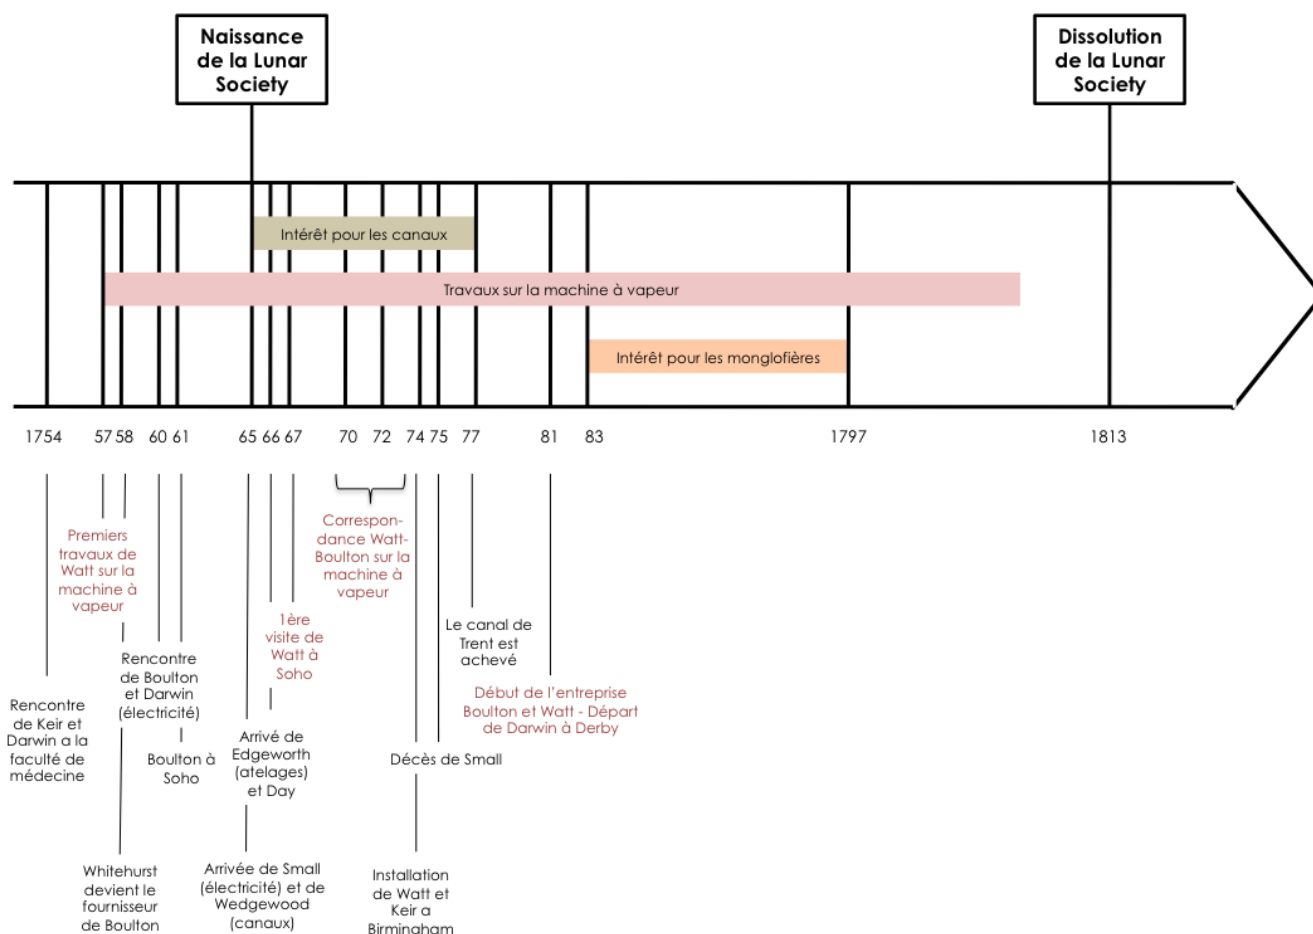 Naissance
de la Lunar
Society
Dissolution
de la Lunar
Society
Intérêt pour les canaux
Travaux sur la machine à vapeur
Intérêt pour les monglofières
1754
57
58
60
61
65
66
67
70
72
74
75
77
81
83
1797
1813
Rencontre
de Keir et
Darwin a la
faculté de
médecine
Premiers
travaux de
Watt sur la
machine à
vapeur
Whitehurst
devient le
fournisseur
de Boulton
Rencontre
de Boulton
et Darwin
(électricité)
Boulton à
Soho
Arrivée de Small
(électricité) et de
Wedgewood
(canaux)
Arrivé de
Edgeworth
(atelages)
et Day
1ère
visite de
Watt à
Soho
Correspon-
dance Watt-
Boulton sur la
machine à
vapeur
Installation
de Watt et
Keir a
Birmingham
Décès de Small
Le canal de
Trent est
achevé
Début de l'entreprise
Boulton et Watt - Départ
de Darwin à Derby